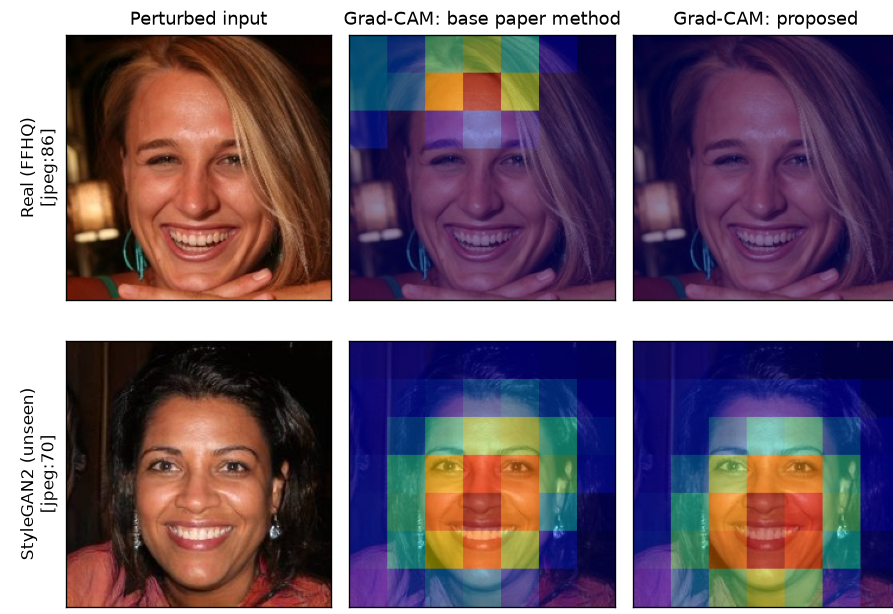 Perturbed input
Grad-CAM: base paper method
Grad-CAM: proposed
Real (FFHQ)
[jpeg:86]
StyleGAN2 (unseen)
[jpeg:70]